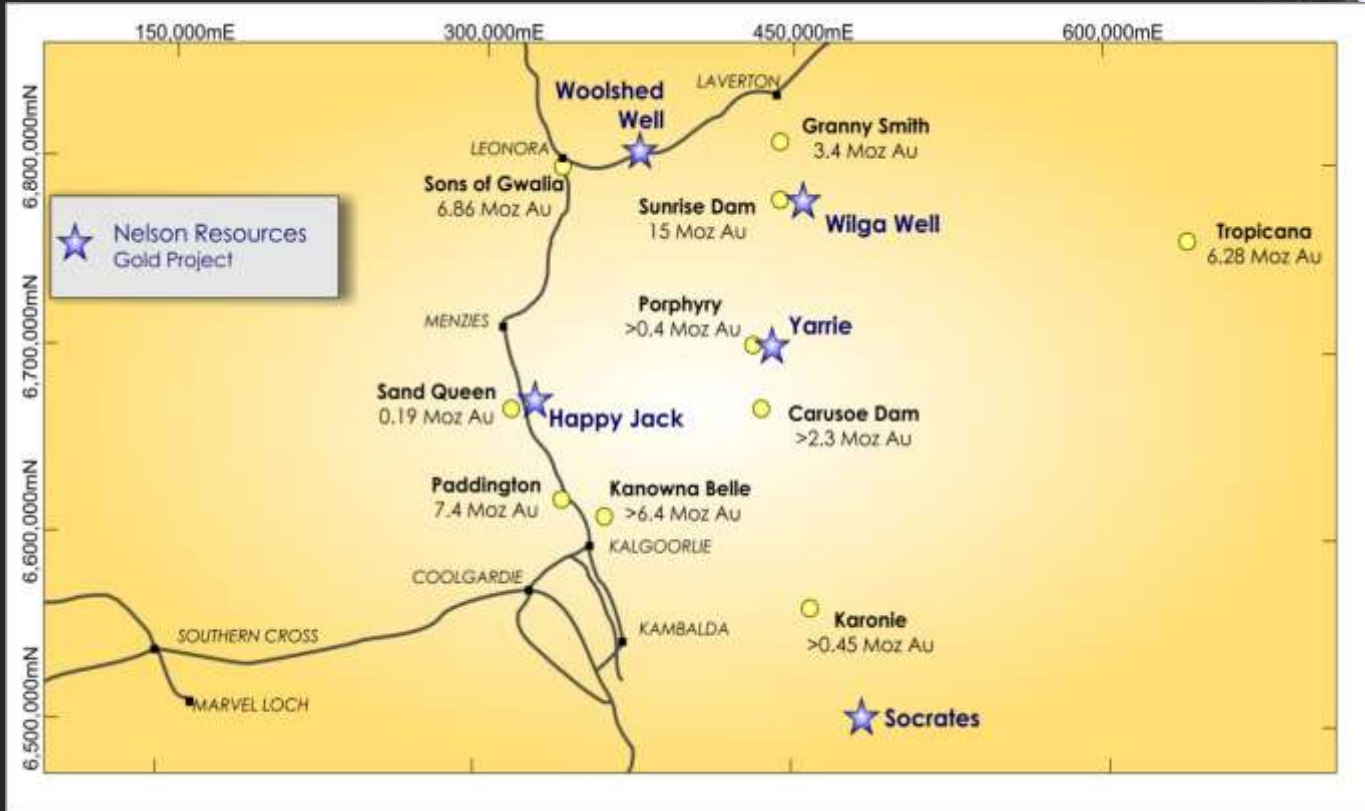 150,000mE
300,000mE
450,000mE
600,000mE
6,800,000mN
6,700,000mN
6,600,000mN
6,500,000mN
Nelson Resources
Gold Project
Woolshed
Well
LAVERTON
LEONORA
Granny Smith
3.4 Moz Au
Sons of Gwalia
6.86 Moz Au
Sunrise Dam
15 Moz Au
Wilga Well
Tropicana
6.28 Moz Au
Porphyry
>0.4 Moz Au
Yarrie
MENZIES
Sand Queen
0.19 Moz Au
Happy Jack
Carusoe Dam
>2.3 Moz Au
Paddington
7.4 Moz Au
Kanowna Belle
>6.4 Moz Au
KALGOORLIE
COOLGARDIE
SOUTHERN CROSS
KAMBALDA
Karonie
>0.45 Moz Au
MARVEL LOCH
Socrates